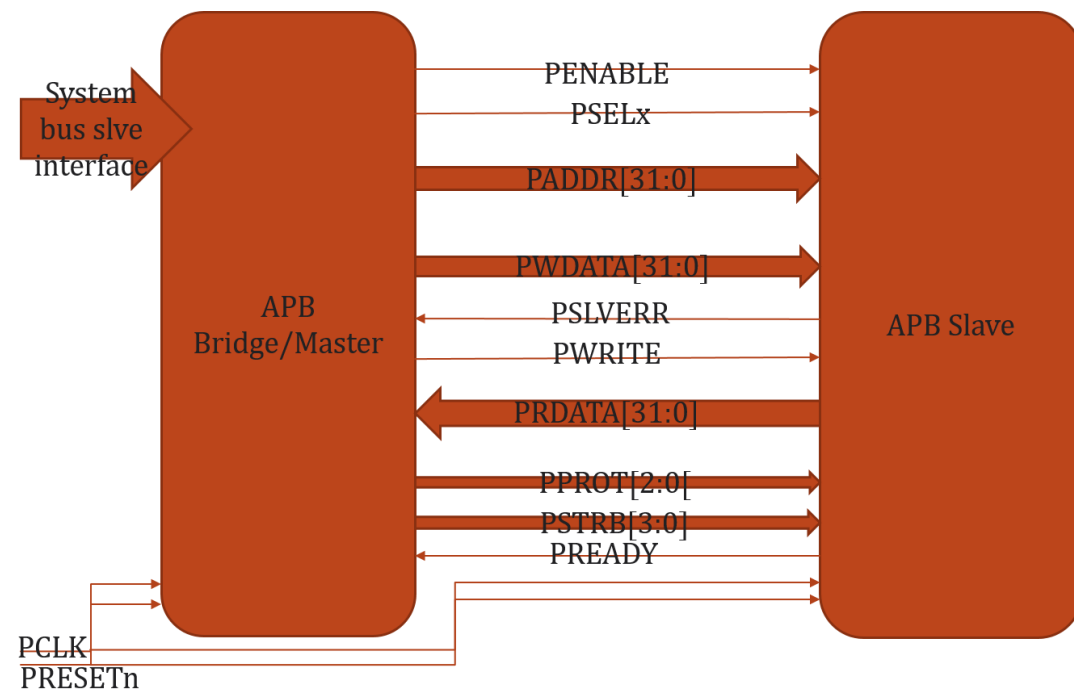 System
bus slve
interface
APB
Bridge/Master
PENABLE
PSELx
PADDR[31:0]
PWDATA[31:0]
PSLVERR
PWRITE
PRDATA[31:0]
PPROT[2:0[
PSTRB[3:0]
PREADY
APB Slave
PCLK
PRESETn